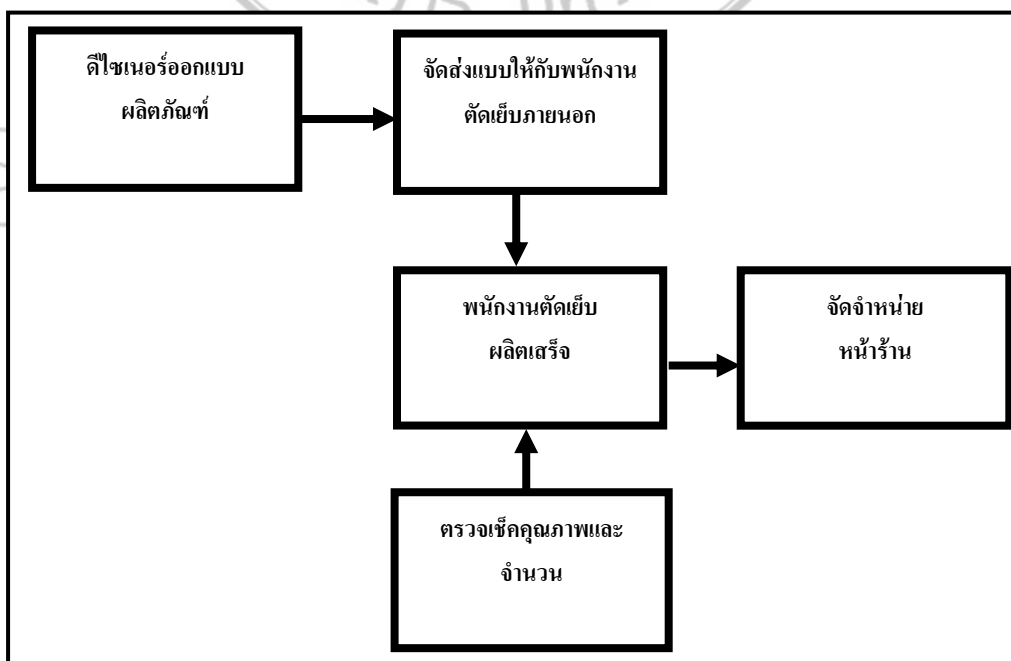 ดีไซเนอร์ออกแบบ
ผลิตภัณฑ์
จัดส่งแบบให้กับพนักงาน
ตัดเย็บภายนอก
พนักงานตัดเย็บ
ผลิตเสร็จ
จัดจำหน่าย
หน้าร้าน
ตรวจเช็คคุณภาพและ
จำนวน